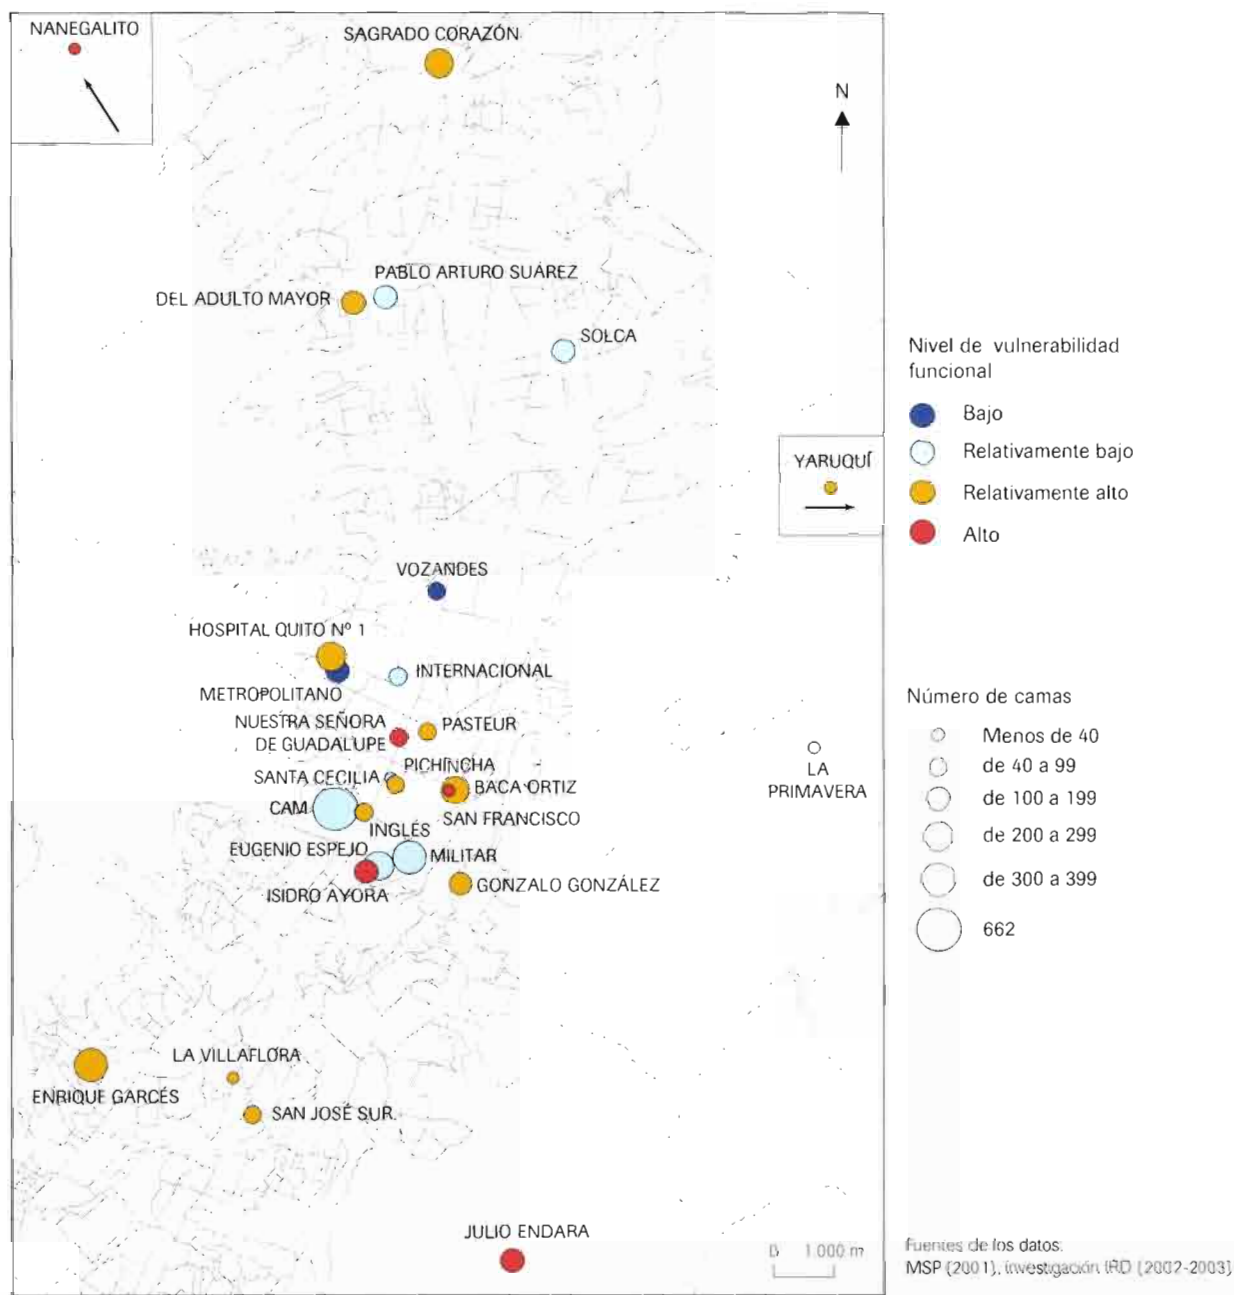 NANEGALITO
SAGRADO CORAZÓN
N
PABLO ARTURO SUÁREZ
DEL ADULTO MAYOR
SOLCA
YARUQUÍ
VOZANDES
HOSPITAL QUITO Nº 1
INTERNACIONAL
METROPOLITANO
NUESTRA SEÑORA
DE GUADALUPE
PASTEUR
PICHINCHA
SANTA CECILIA
BACA ORTIZ
CAM
SAN FRANCISCO
INGLÉS
EUGENIO ESPEJO
MILITAR
ISIDRO AYORA
GONZALO GONZÁLEZ
LA
PRIMAVERA
LA VILLAFLORA
ENRIQUE GARCÉS
SAN JOSÉ SUR
JULIO ENDARA
0 1.000 m
Nivel de vulnerabilidad
funcional
Bajo
Relativamente bajo
Relativamente alto
Alto
Número de camas
Menos de 40
de 40 a 99
de 100 a 199
de 200 a 299
de 300 a 399
662
Fuentes de los datos:
MSP (2001), investigación IRD (2002-2003)